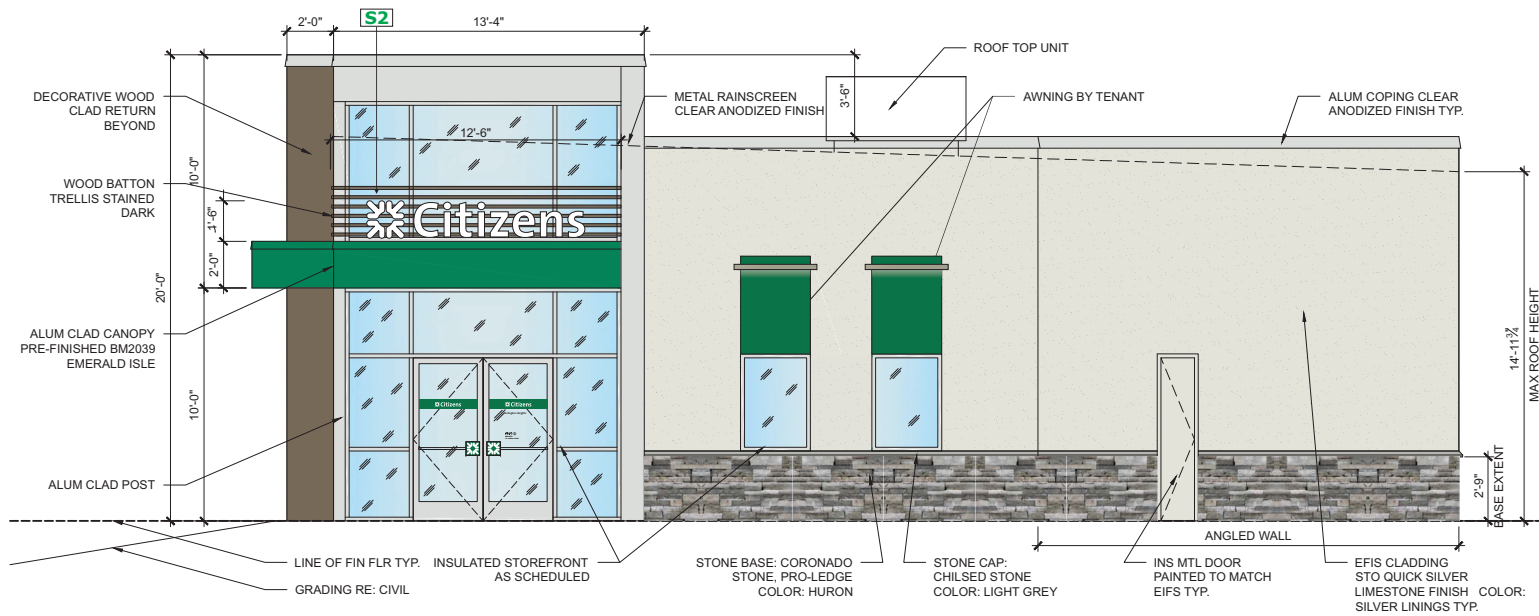 2'-0"
S2
13'-4"
ROOF TOP UNIT
DECORATIVE WOOD
CLAD RETURN
BEYOND
METAL RAINSCREEN
CLEAR ANODIZED FINISH
3'-6"
AWNING BY TENANT
ALUM COPING CLEAR
ANODIZED FINISH TYP.
12'-6"
10'-0"
WOOD BATTON
TRELLIS STAINED
DARK
1'-6"
Citizens
2'-0"
20'-0"
ALUM CLAD CANOPY
PRE-FINISHED BM2039
EMERALD ISLE
14'-11¾"
MAX ROOF HEIGHT
10'-0"
Citizens
Citizens
ALUM CLAD POST
2'-9"
BASE EXTENT
ANGLED WALL
LINE OF FIN FLR TYP.
GRADING RE: CIVIL
INSULATED STOREFRONT
AS SCHEDULED
STONE BASE: CORONADO
STONE, PRO-LEDGE
COLOR: HURON
STONE CAP:
CHILSED STONE
COLOR: LIGHT GREY
INS MTL DOOR
PAINTED TO MATCH
EIFS TYP.
EFIS CLADDING
STO QUICK SILVER
LIMESTONE FINISH COLOR:
SILVER LININGS TYP.